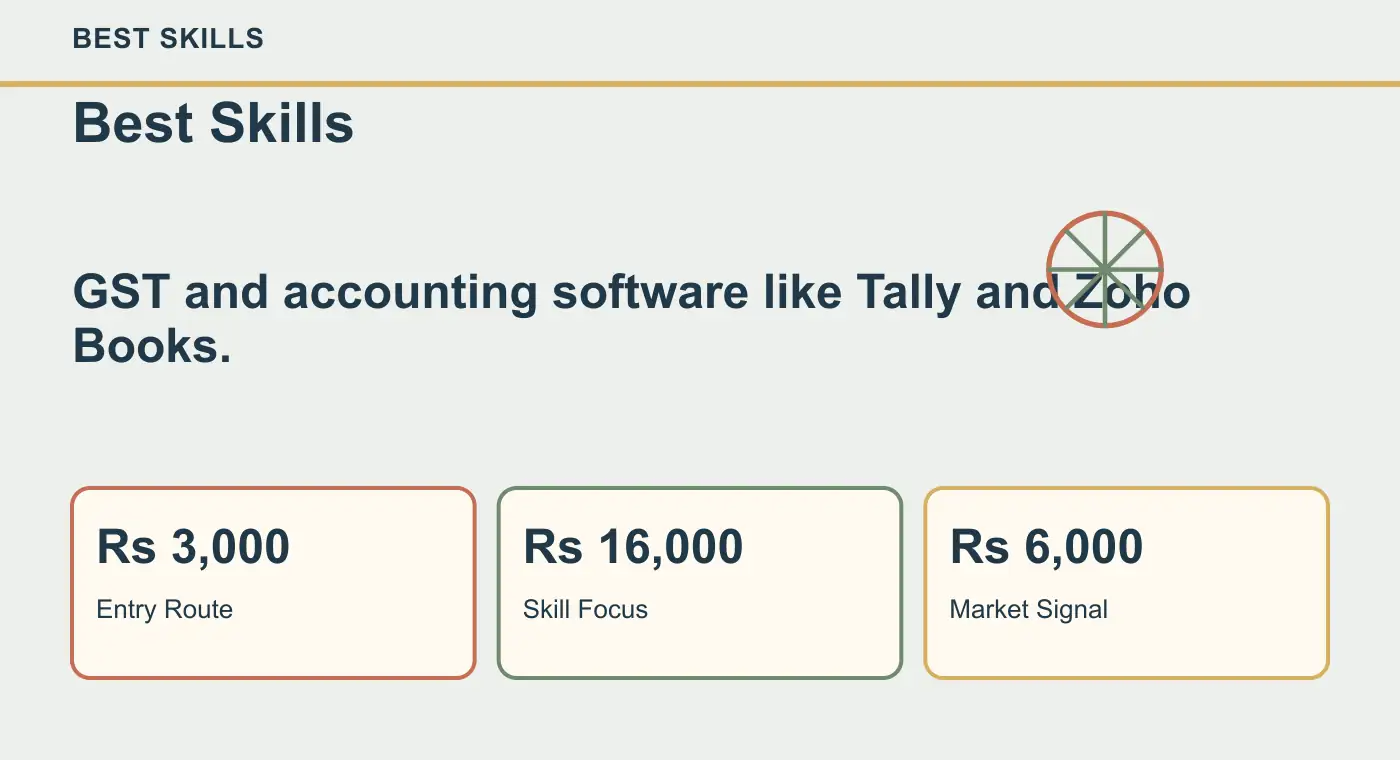 BEST SKILLS
Best Skills
GST and accounting software like Tally and Zoho
Books.
Rs 3,000
Entry Route
Rs 16,000
Skill Focus
Rs 6,000
Market Signal